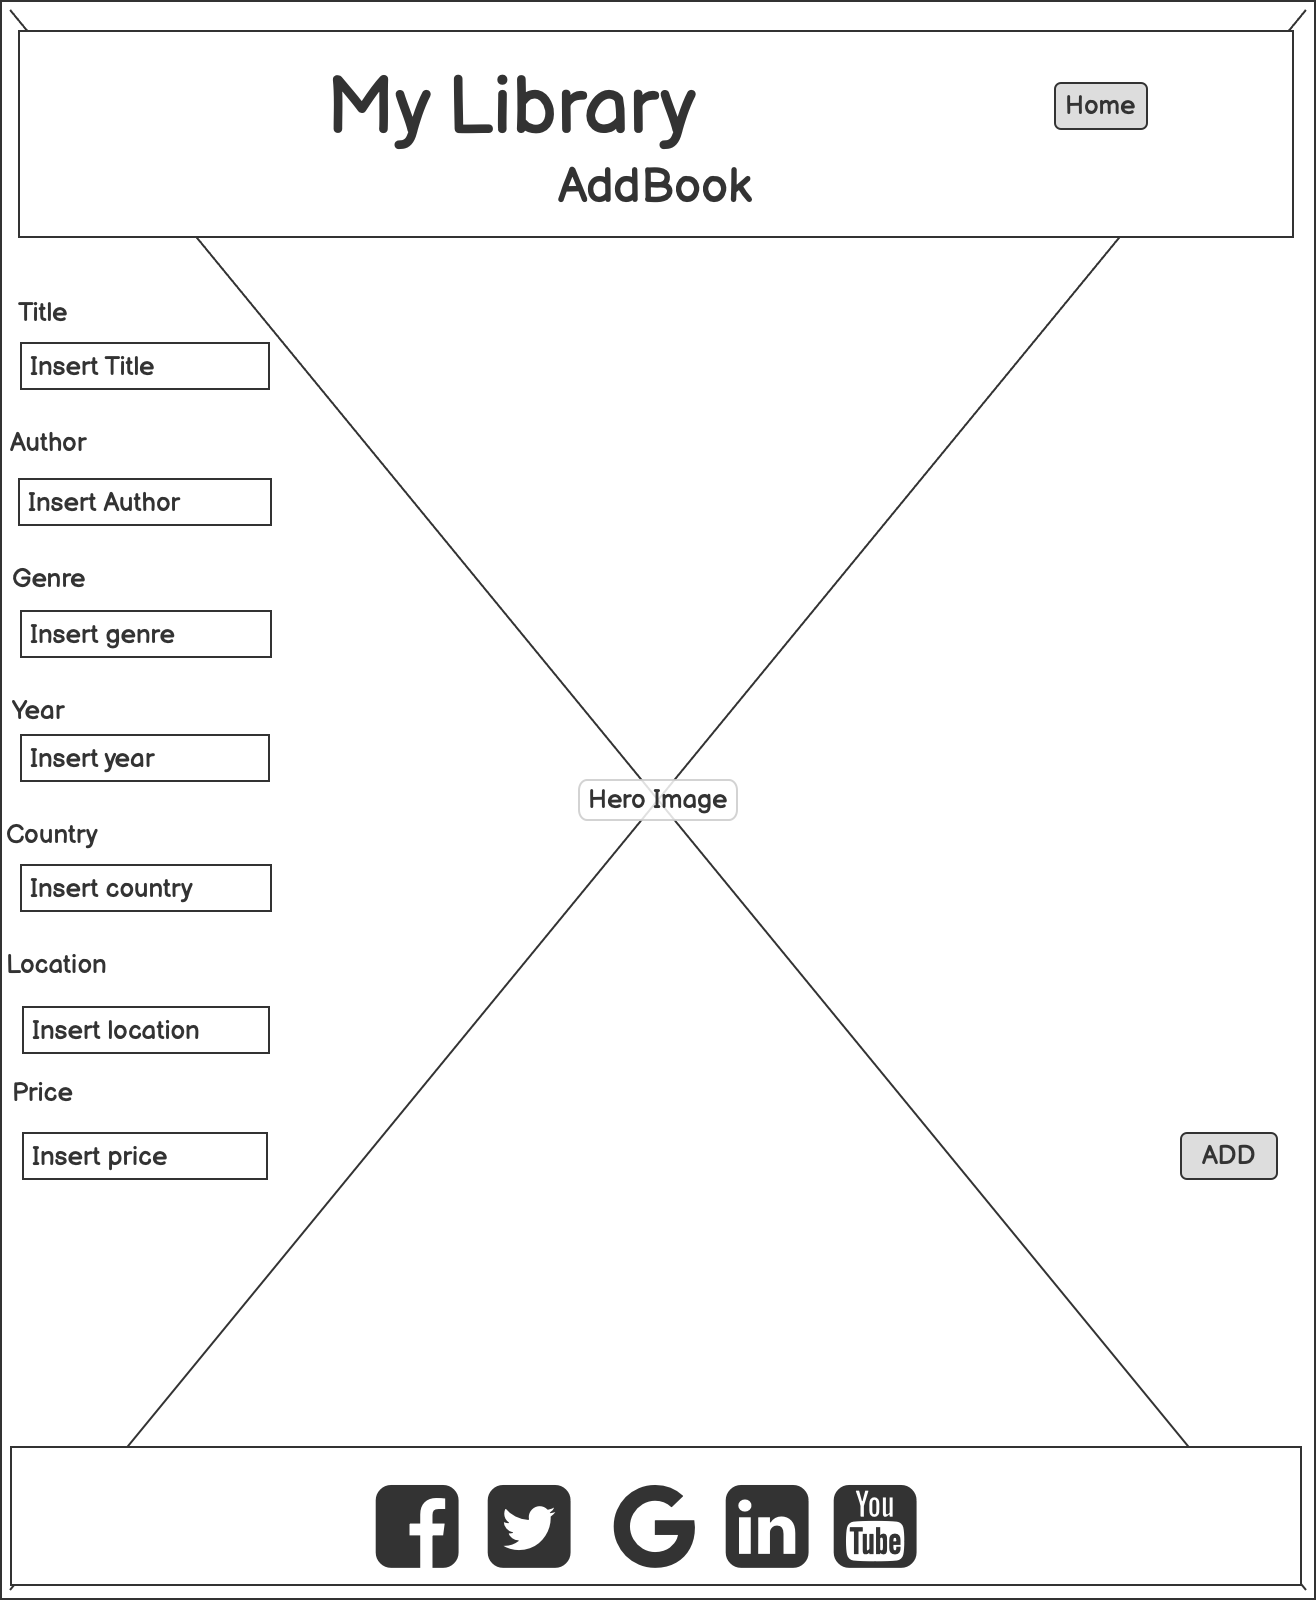 My Library
Home
AddBook
Title
Insert Title
Author
Insert Author
Genre
Insert genre
Year
Insert year
Hero Image
Country
Insert country
Location
Insert location
Price
Insert price
ADD
f
G
in
You
Tube